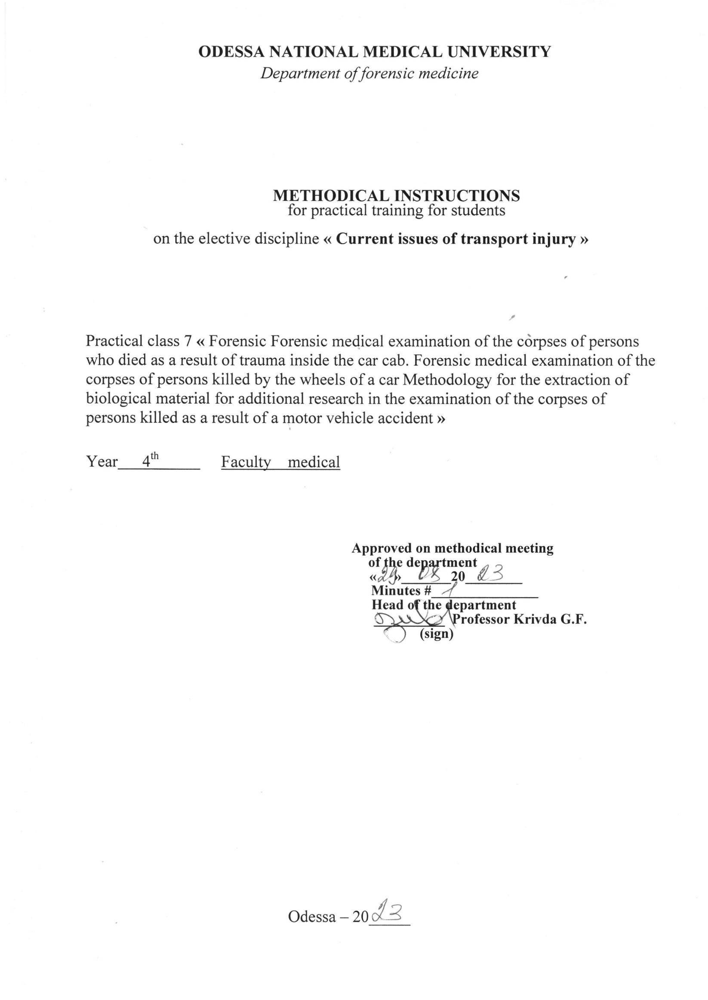 ODESSA NATIONAL MEDICAL UNIVERSITY
Department of forensic medicine
METHODICAL INSTRUCTIONS
for practical training for students
on the elective discipline « Current issues of transport injury »
Practical class 7 « Forensic Forensic medical examination of the corpses of persons
who died as a result of trauma inside the car cab. Forensic medical examination of the
corpses of persons killed by the wheels of a car Methodology for the extraction of
biological material for additional research in the examination of the corpses of
persons killed as a result of a motor vehicle accident »
Year 4th Faculty medical
Approved on methodical meeting
of the department
«29» 08 20 23
Minutes # 1
Head of the department
Professor Krivda G.F.
(sign)
Odessa – 20 23